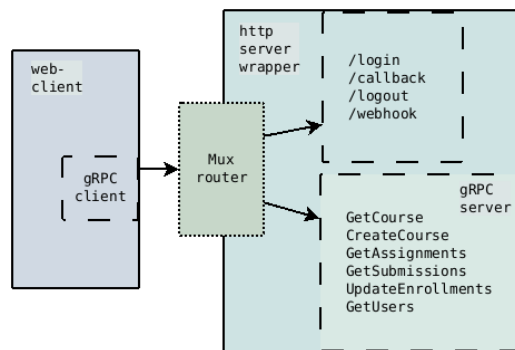 web-
client
gRPC
client
Mux
router
http
server
wrapper
/login
/callback
/logout
/webhook
gRPC
server
GetCourse
CreateCourse
GetAssignments
GetSubmissions
UpdateEnrollments
GetUsers